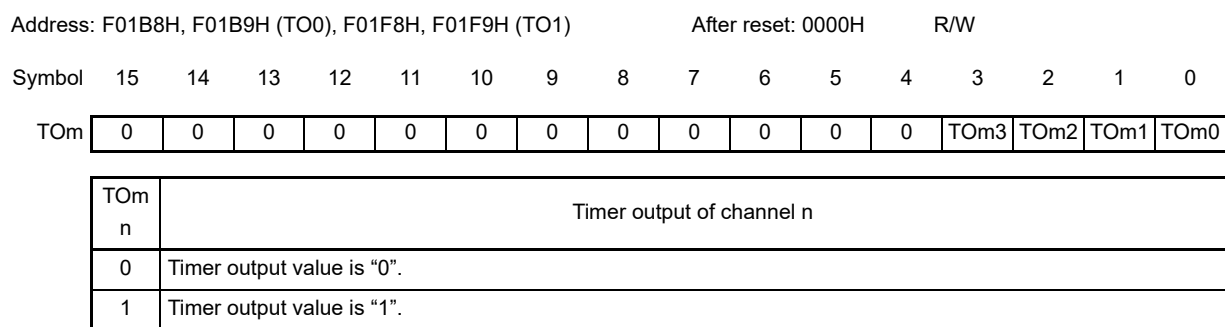 Address: F01B8H, F01B9H (TO0), F01F8H, F01F9H (TO1) After reset: 0000H R/W
Symbol 15 14 13 12 11 10 9 8 7 6 5 4 3 2 1 0
TOm 0 0 0 0 0 0 0 0 0 0 0 0 TOm3 TOm2 TOm1 TOm0
TOm
n Timer output of channel n
0 Timer output value is “0”.
1 Timer output value is “1”.